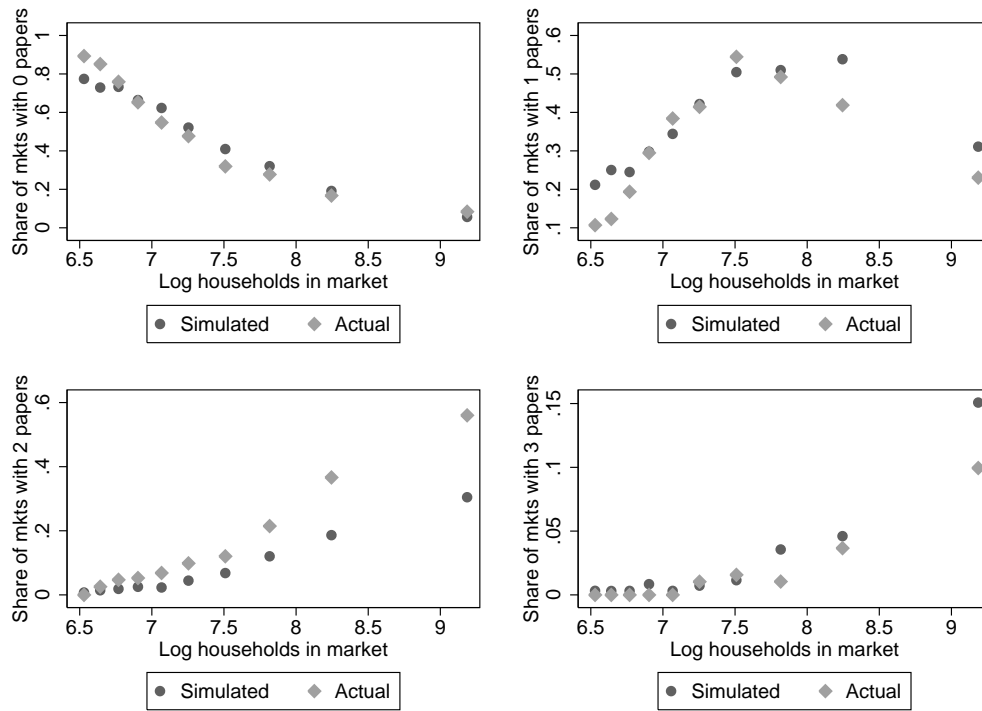 Share of mkts with 0 papers
1
.8
.6
.4
.2
0
6.5 7 7.5 8 8.5 9
Log households in market
Simulated Actual
Share of mkts with 1 papers
.6
.5
.4
.3
.2
.1
6.5 7 7.5 8 8.5 9
Log households in market
Simulated Actual
Share of mkts with 2 papers
.6
.4
.2
0
6.5 7 7.5 8 8.5 9
Log households in market
Simulated Actual
Share of mkts with 3 papers
.15
.1
.05
0
6.5 7 7.5 8 8.5 9
Log households in market
Simulated Actual